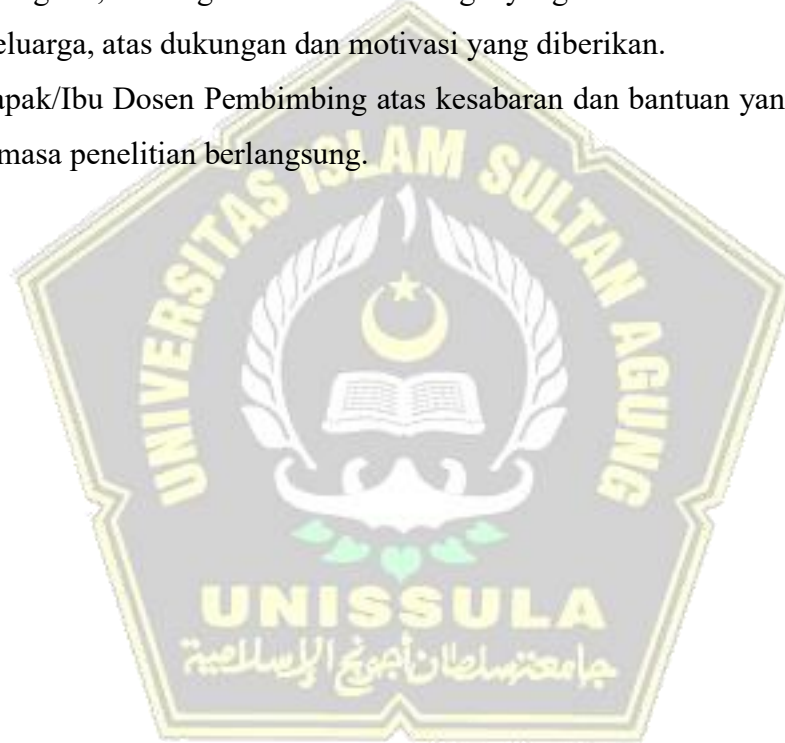 eluarga, atas dukungan dan motivasi yang diberikan.
apak/Ibu Dosen Pembimbing atas kesabaran dan bantuan yan
masa penelitian berlangsung.
UNIVERSITAS ISLAM SULTAN AGUNG
UNISSULA
جامعة سلطان أجونج الإسلامية